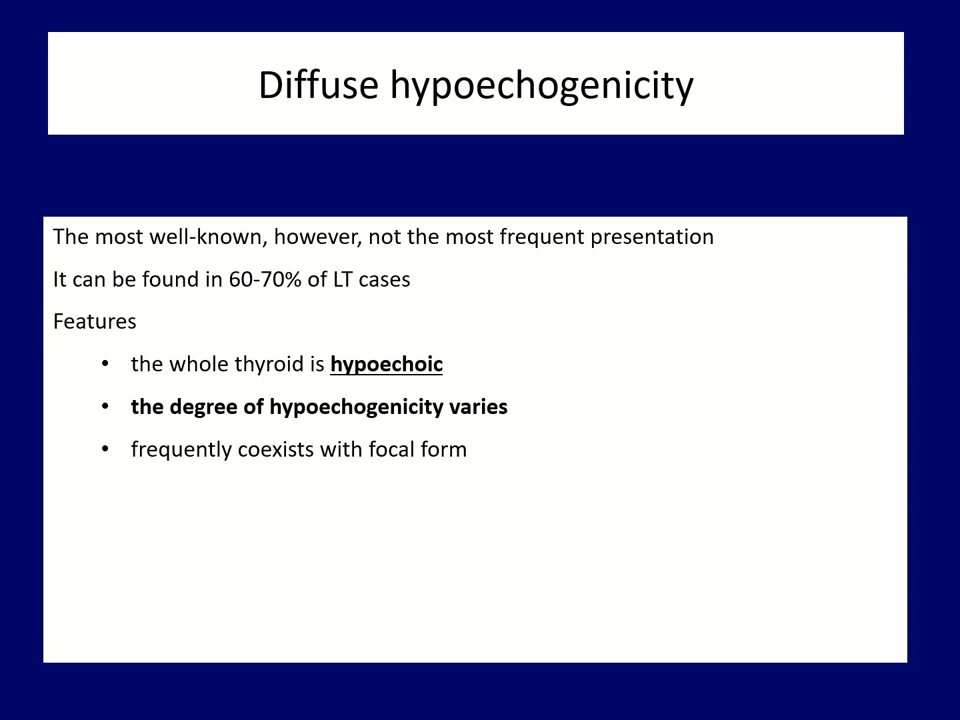 Diffuse hypoechogenicity
The most well-known, however, not the most frequent presentation
It can be found in 60-70% of LT cases
Features
• the whole thyroid is hypoechoic
• the degree of hypoechogenicity varies
• frequently coexists with focal form